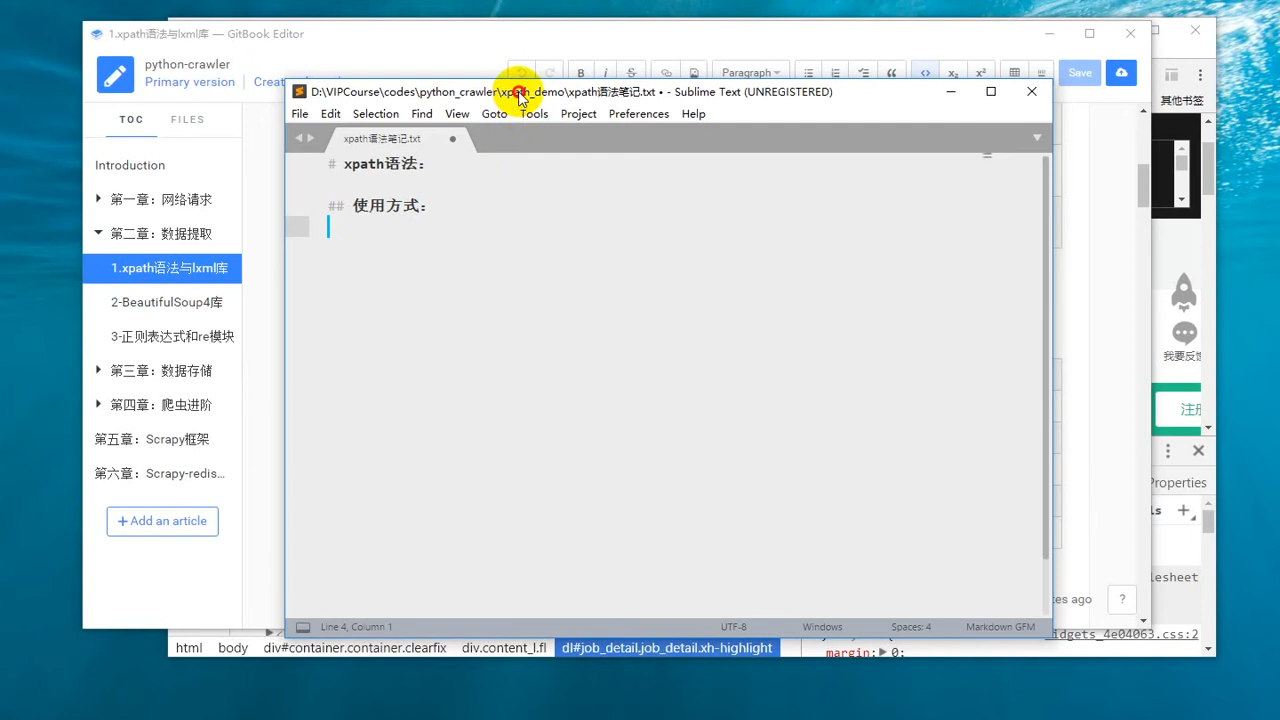 1.xpath语法与lxml库 — GitBook Editor
python-crawler
Primary version
Paragraph
Save
其他书签
D:\VIPCourse\codes\python_crawler\xpath_demo\xpath语法笔记.txt • - Sublime Text (UNREGISTERED)
File Edit Selection Find View Goto Tools Project Preferences Help
TOC FILES
xpath语法笔记.txt
Introduction
第一章：网络请求
第二章：数据提取
1.xpath语法与lxml库
2-BeautifulSoup4库
3-正则表达式和re模块
第三章：数据存储
第四章：爬虫进阶
第五章：Scrapy框架
第六章：Scrapy-redis...
+ Add an article
# xpath语法：
## 使用方式：
我要反馈
注册
Properties
Line 4, Column 1 UTF-8 Windows Spaces: 4 Markdown GFM
html body div#container.container.clearfix div.content_l.fl dl#job_detail.job_detail.xh-highlight
idgets_4e04063.css:2
margin: 0;